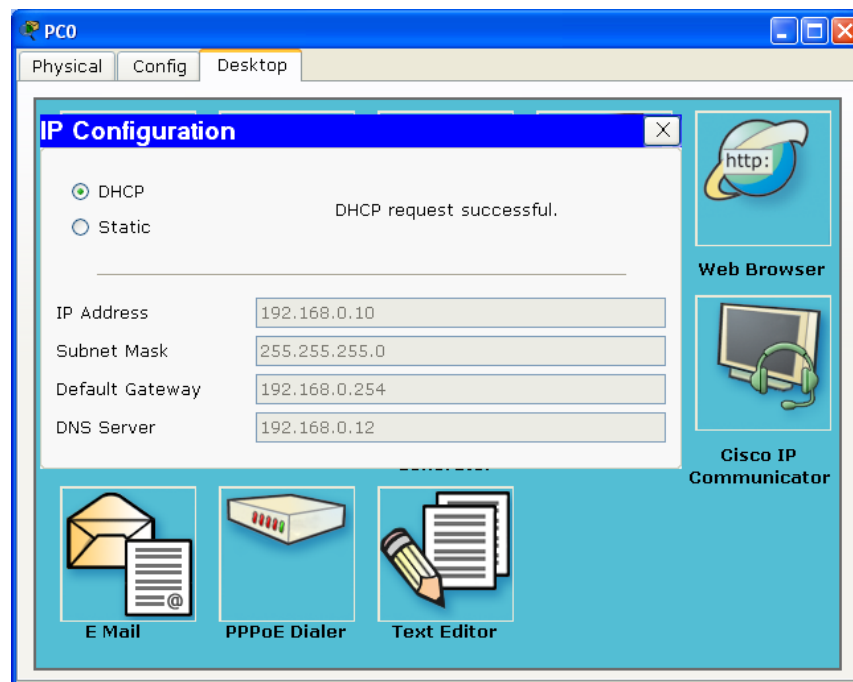 PC0
Physical Config Desktop
IP Configuration
X
http:
DHCP
DHCP request successful.
Static
Web Browser
IP Address 192.168.0.10
Subnet Mask 255.255.255.0
Default Gateway 192.168.0.254
DNS Server 192.168.0.12
Cisco IP
Communicator
@
E Mail PPPoE Dialer Text Editor